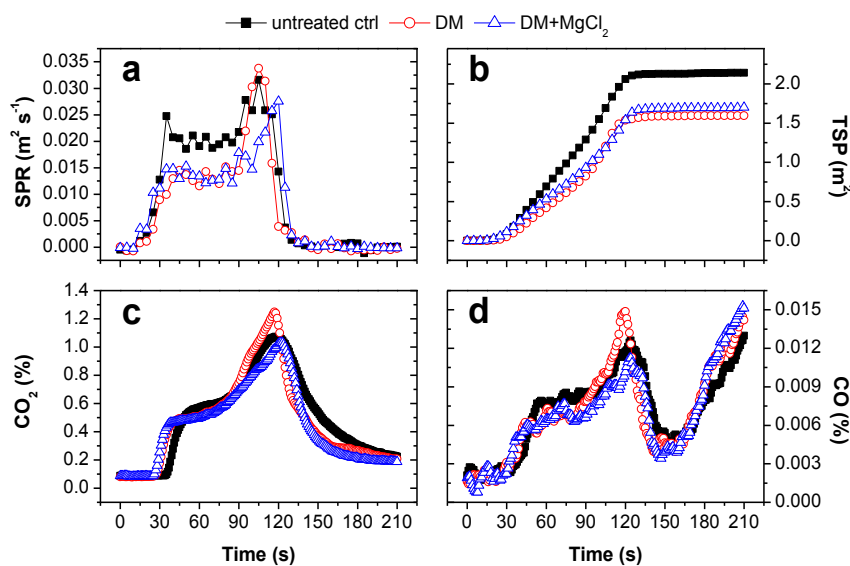 untreated ctrl DM DM+MgCl₂
a b
0.040
0.035
0.030
0.025
0.020
0.015
0.010
0.005
0.000
SPR (m² s⁻¹)
2.0
1.5
1.0
0.5
0.0
TSP (m²)
c d
1.4
1.2
1.0
0.8
0.6
0.4
0.2
0.0
CO₂ (%)
0.015
0.012
0.009
0.006
0.003
0.000
CO (%)
0 30 60 90 120 150 180 210
0 30 60 90 120 150 180 210
Time (s) Time (s)